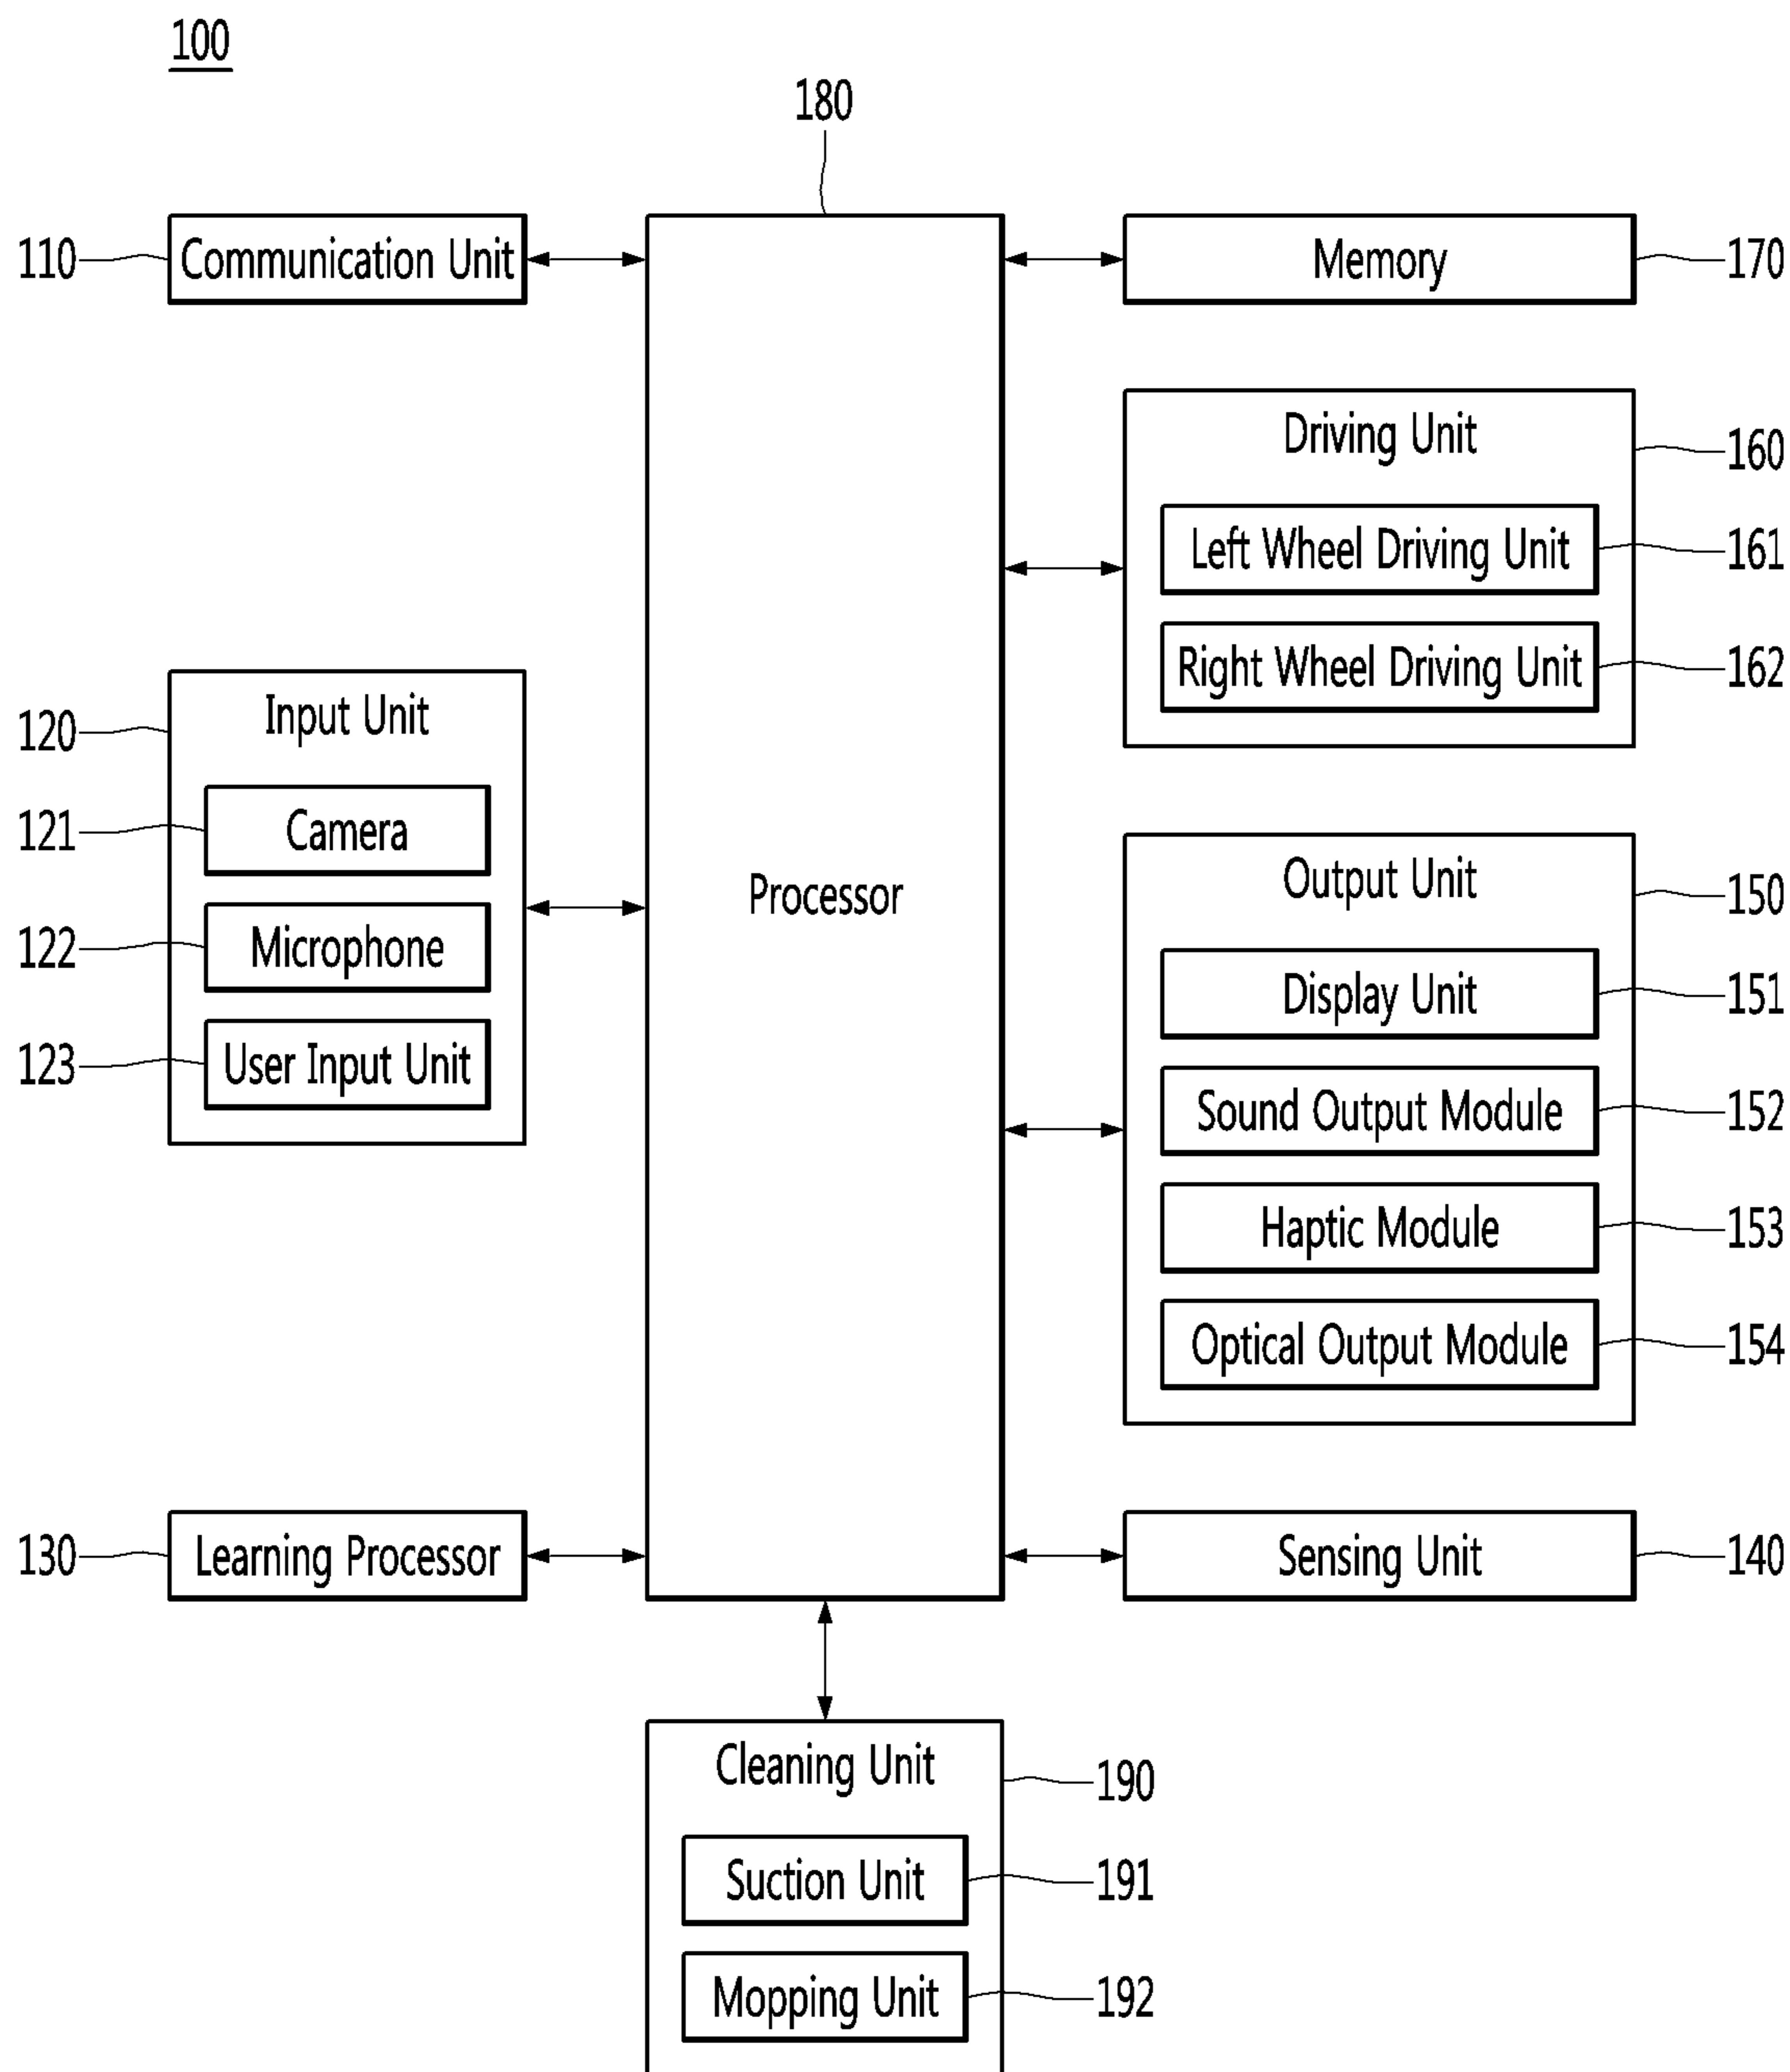 100
180
110
Communication Unit
Memory
170
Driving Unit
160
Left Wheel Driving Unit
161
Right Wheel Driving Unit
162
Input Unit
120
Camera
121
Microphone
122
User Input Unit
123
Processor
Output Unit
150
Display Unit
151
Sound Output Module
152
Haptic Module
153
Optical Output Module
154
130
Learning Processor
Sensing Unit
140
Cleaning Unit
190
Suction Unit
191
Mopping Unit
192